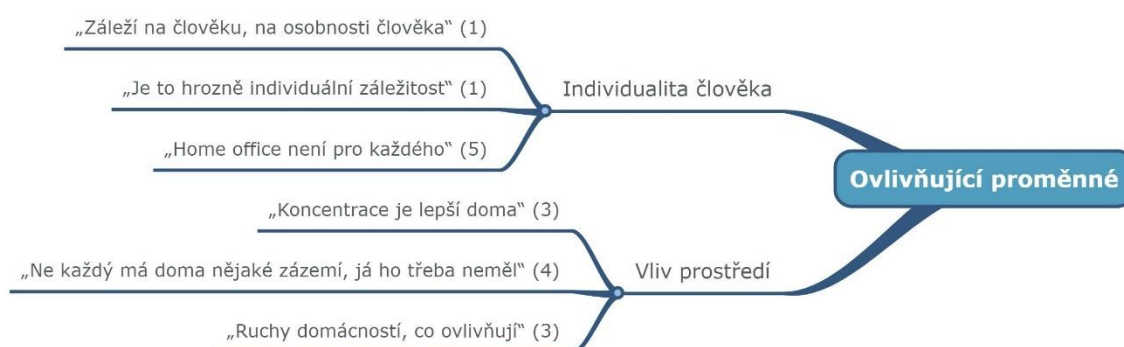 „Záleží na člověku, na osobnosti člověka“ (1)
„Je to hrozně individuální záležitost“ (1)
Individualita člověka
„Home office není pro každého“ (5)
Ovlivňující proměnné
„Koncentrace je lepší doma“ (3)
„Ne každý má doma nějaké zázemí, já ho třeba neměl“ (4)
Vliv prostředí
„Ruchy domácností, co ovlivňují“ (3)